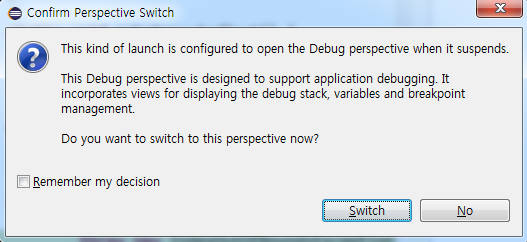 Confirm Perspective Switch
This kind of launch is configured to open the Debug perspective when it suspends.
This Debug perspective is designed to support application debugging. It
incorporates views for displaying the debug stack, variables and breakpoint
management.
Do you want to switch to this perspective now?
Remember my decision
Switch
No